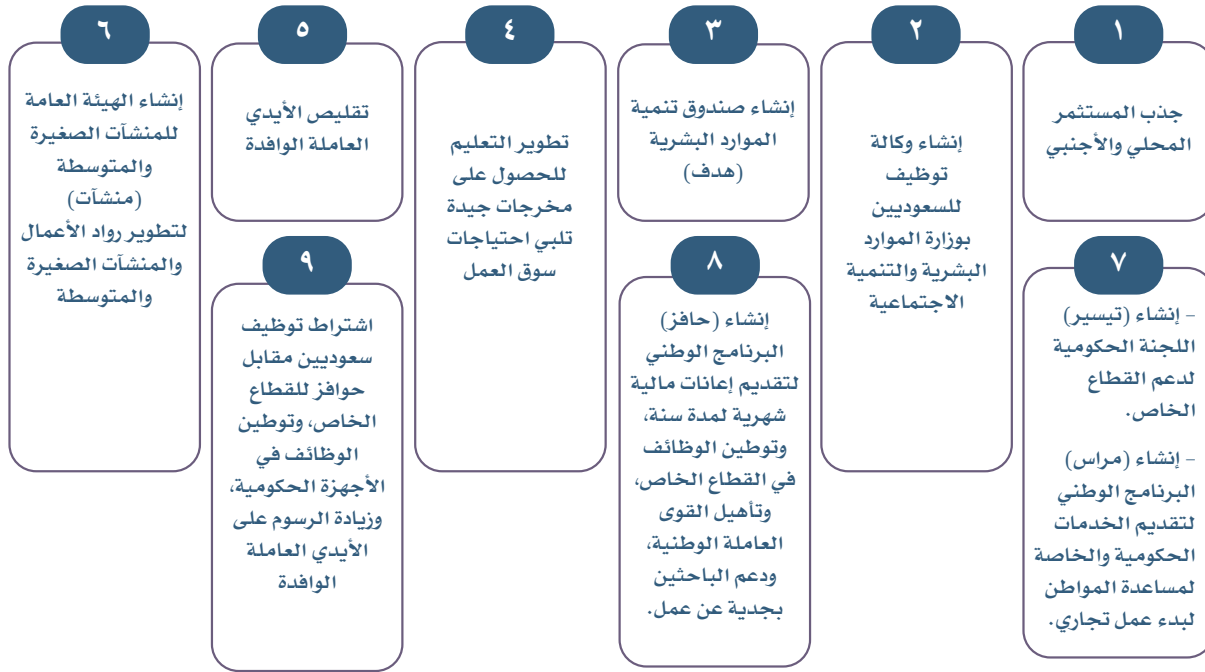 ١
جذب المستثمر
المحلي والأجنبي
٢
إنشاء وكالة
توظيف
للسعوديين
بوزارة الموارد
البشرية والتنمية
الاجتماعية
٣
إنشاء صندوق تنمية
الموارد البشرية
(هدف)
٤
تطوير التعليم
للحصول على
مخرجات جيدة
تلبي احتياجات
سوق العمل
٥
تقليص الأيدي
العاملة الوافدة
٦
إنشاء الهيئة العامة
للمنشآت الصغيرة
والمتوسطة
(منشآت)
لتطوير رواد الأعمال
والمنشآت الصغيرة
والمتوسطة
٧
– إنشاء (تيسير)
اللجنة الحكومية
لدعم القطاع
الخاص.
– إنشاء (مراس)
البرنامج الوطني
لتقديم الخدمات
الحكومية والخاصة
لمساعدة المواطن
لبدء عمل تجاري.
٨
إنشاء (حافز)
البرنامج الوطني
لتقديم إعانات مالية
شهرية لمدة سنة،
وتوطين الوظائف
في القطاع الخاص،
وتأهيل القوى
العاملة الوطنية،
ودعم الباحثين
بجدية عن عمل.
٩
اشتراط توظيف
سعوديين مقابل
حوافز للقطاع
الخاص، وتوطين
الوظائف في
الأجهزة الحكومية،
وزيادة الرسوم على
الأيدي العاملة
الوافدة